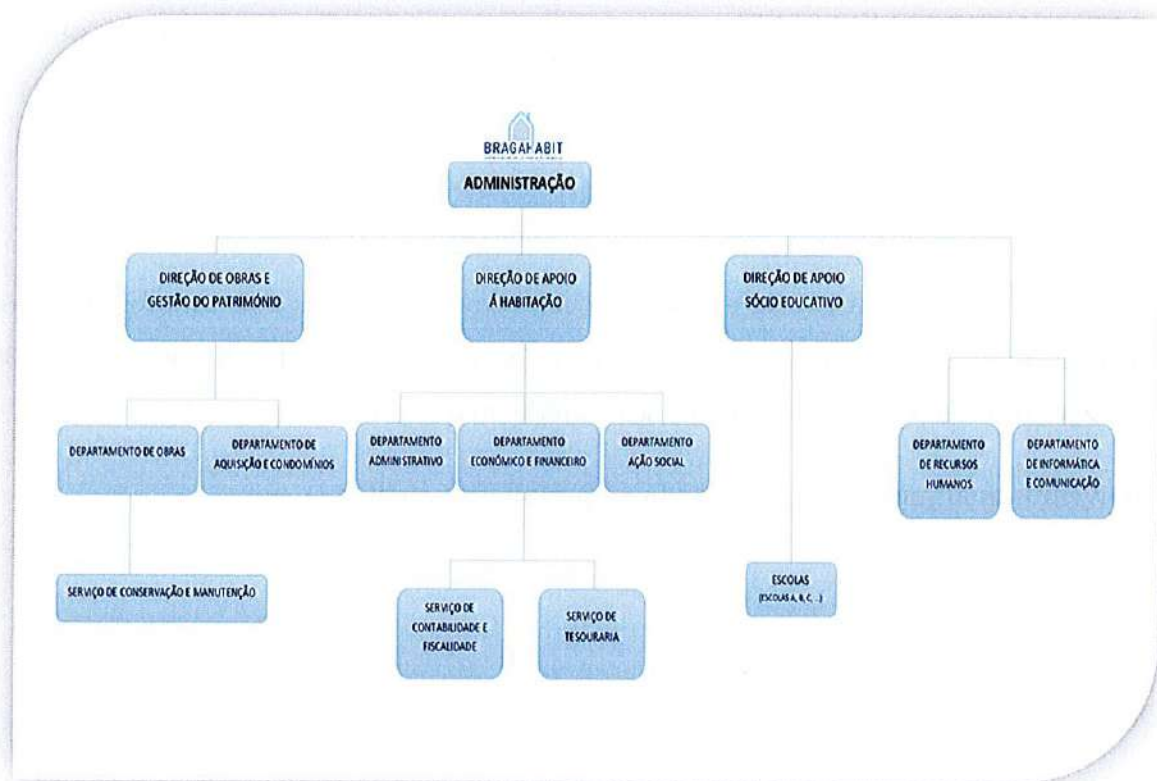 BRAGAHABIT
ADMINISTRAÇÃO
DIREÇÃO DE OBRAS E
GESTÃO DO PATRIMÓNIO
DIREÇÃO DE APOIO
Á HABITAÇÃO
DIREÇÃO DE APOIO
SÓCIO EDUCATIVO
DEPARTAMENTO DE OBRAS
DEPARTAMENTO DE
AQUISIÇÃO E CONDOMÍNIOS
DEPARTAMENTO
ADMINISTRATIVO
DEPARTAMENTO
ECONÓMICO E FINANCEIRO
DEPARTAMENTO
AÇÃO SOCIAL
DEPARTAMENTO
DE RECURSOS
HUMANOS
DEPARTAMENTO
DE INFORMÁTICA
E COMUNICAÇÃO
SERVIÇO DE CONSERVAÇÃO E MANUTENÇÃO
SERVIÇO DE
CONTABILIDADE E
FISCALIDADE
SERVIÇO DE
TESOURARIA
ESCOLAS
(ESCOLAS A, B, C, ...)